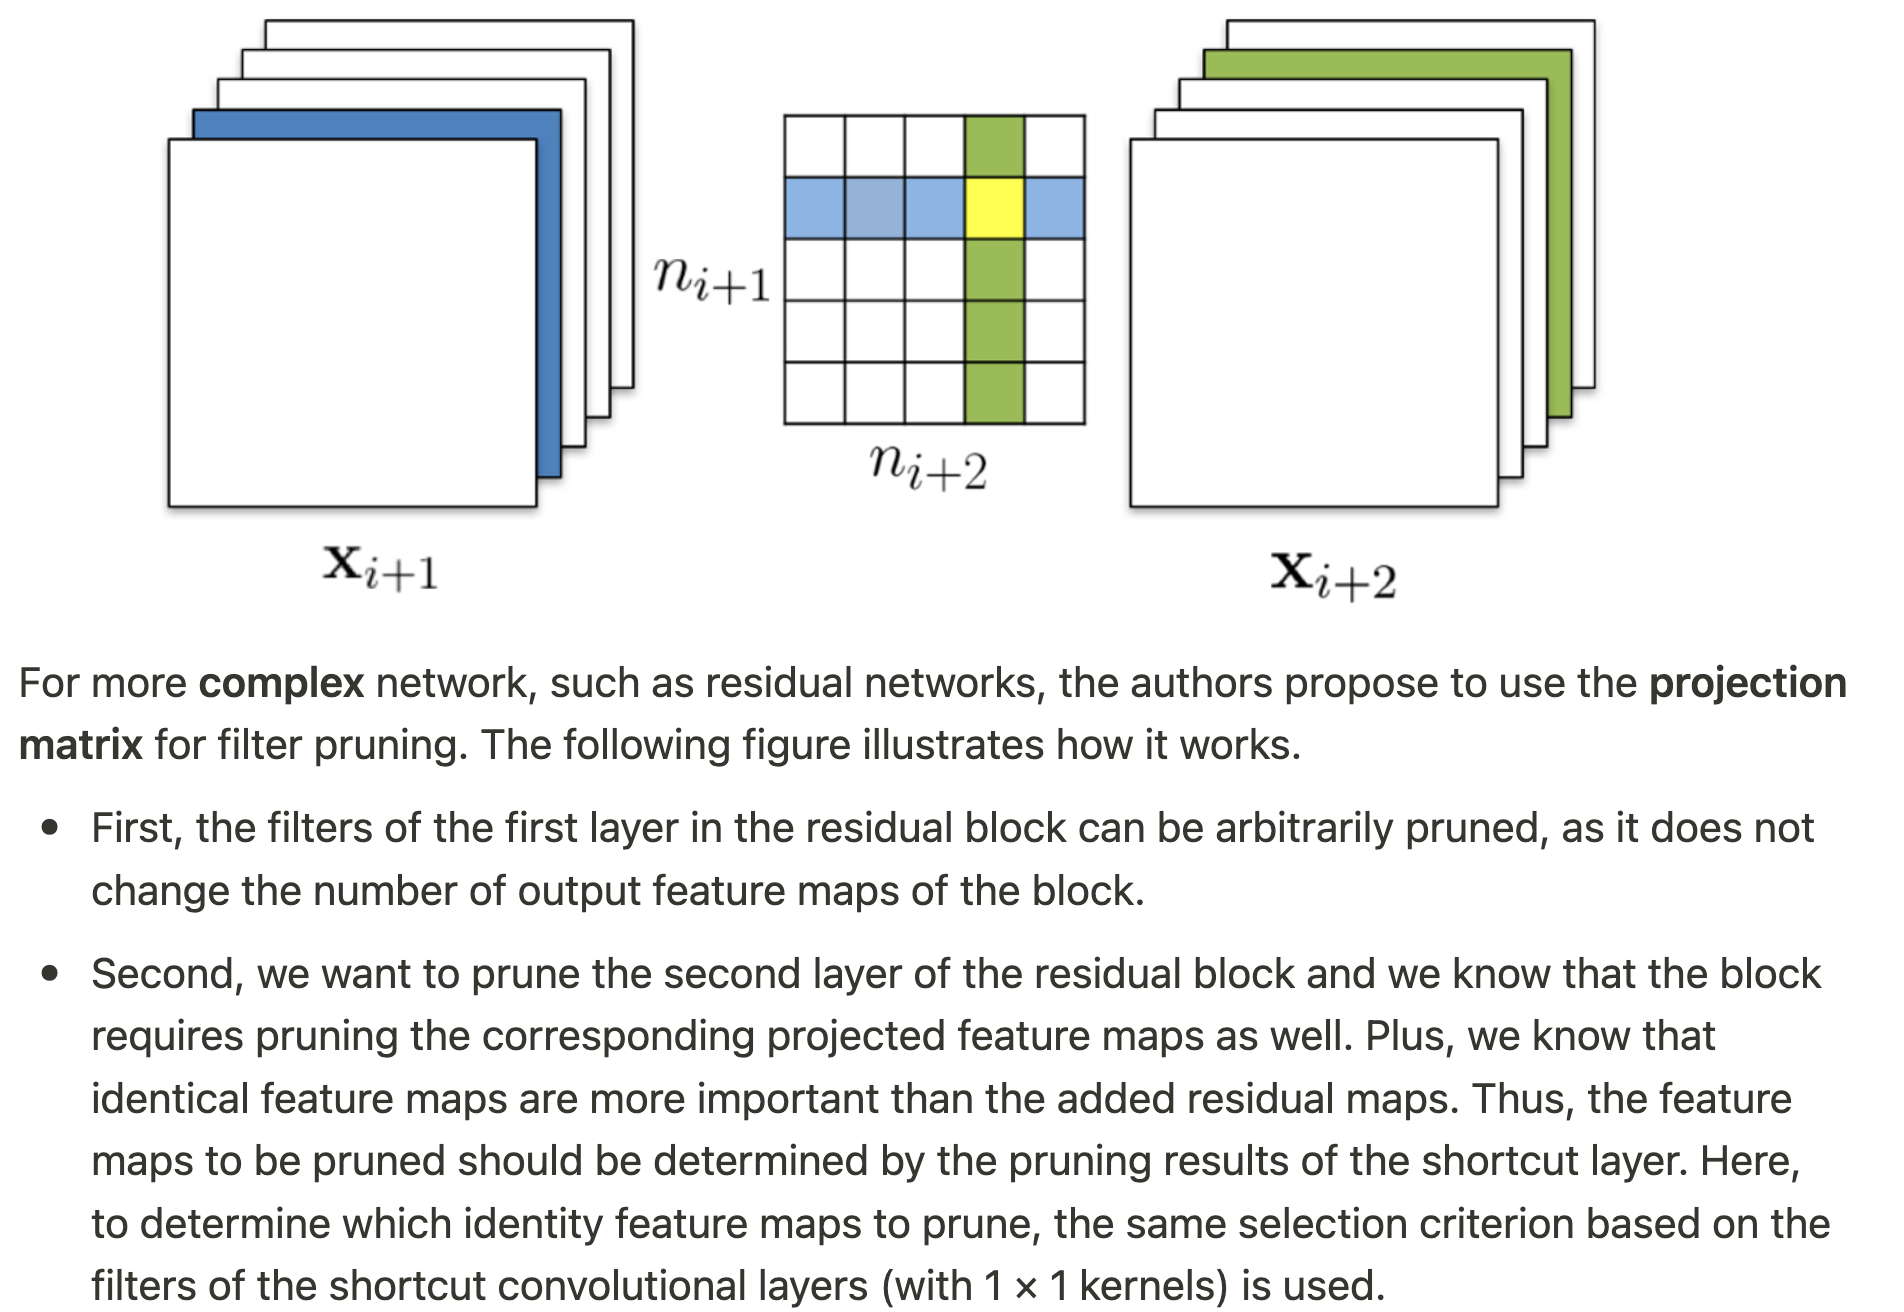 n_{i+1}
n_{i+2}
x_{i+1}
x_{i+2}
For more complex network, such as residual networks, the authors propose to use the projection
matrix for filter pruning. The following figure illustrates how it works.
• First, the filters of the first layer in the residual block can be arbitrarily pruned, as it does not
change the number of output feature maps of the block.
• Second, we want to prune the second layer of the residual block and we know that the block
requires pruning the corresponding projected feature maps as well. Plus, we know that
identical feature maps are more important than the added residual maps. Thus, the feature
maps to be pruned should be determined by the pruning results of the shortcut layer. Here,
to determine which identity feature maps to prune, the same selection criterion based on the
filters of the shortcut convolutional layers (with 1 × 1 kernels) is used.